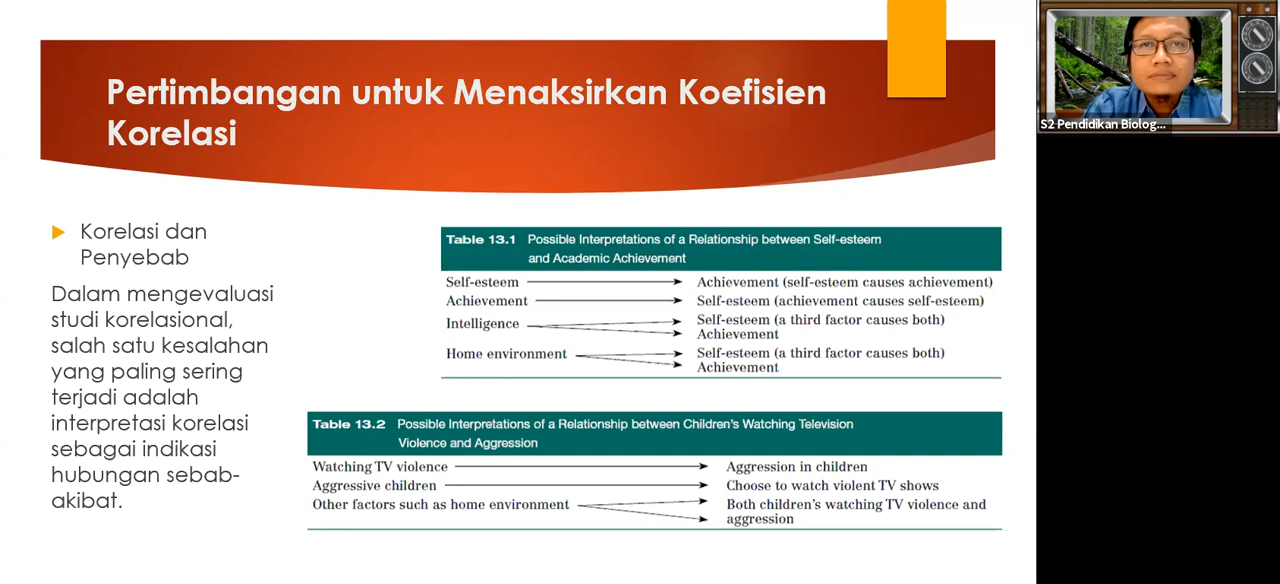 Pertimbangan untuk Menaksirkan Koefisien
Korelasi
Korelasi dan
Penyebab
Dalam mengevaluasi
studi korelasional,
salah satu kesalahan
yang paling sering
terjadi adalah
interpretasi korelasi
sebagai indikasi
hubungan sebab-
akibat.
Table 13.1 Possible Interpretations of a Relationship between Self-esteem
and Academic Achievement
Self-esteem Achievement (self-esteem causes achievement)
Achievement Self-esteem (achievement causes self-esteem)
Intelligence Self-esteem (a third factor causes both)
Achievement
Home environment Self-esteem (a third factor causes both)
Achievement
Table 13.2 Possible Interpretations of a Relationship between Children's Watching Television
Violence and Aggression
Watching TV violence Aggression in children
Aggressive children Choose to watch violent TV shows
Other factors such as home environment Both children's watching TV violence and
aggression
S2 Pendidikan Biolog...